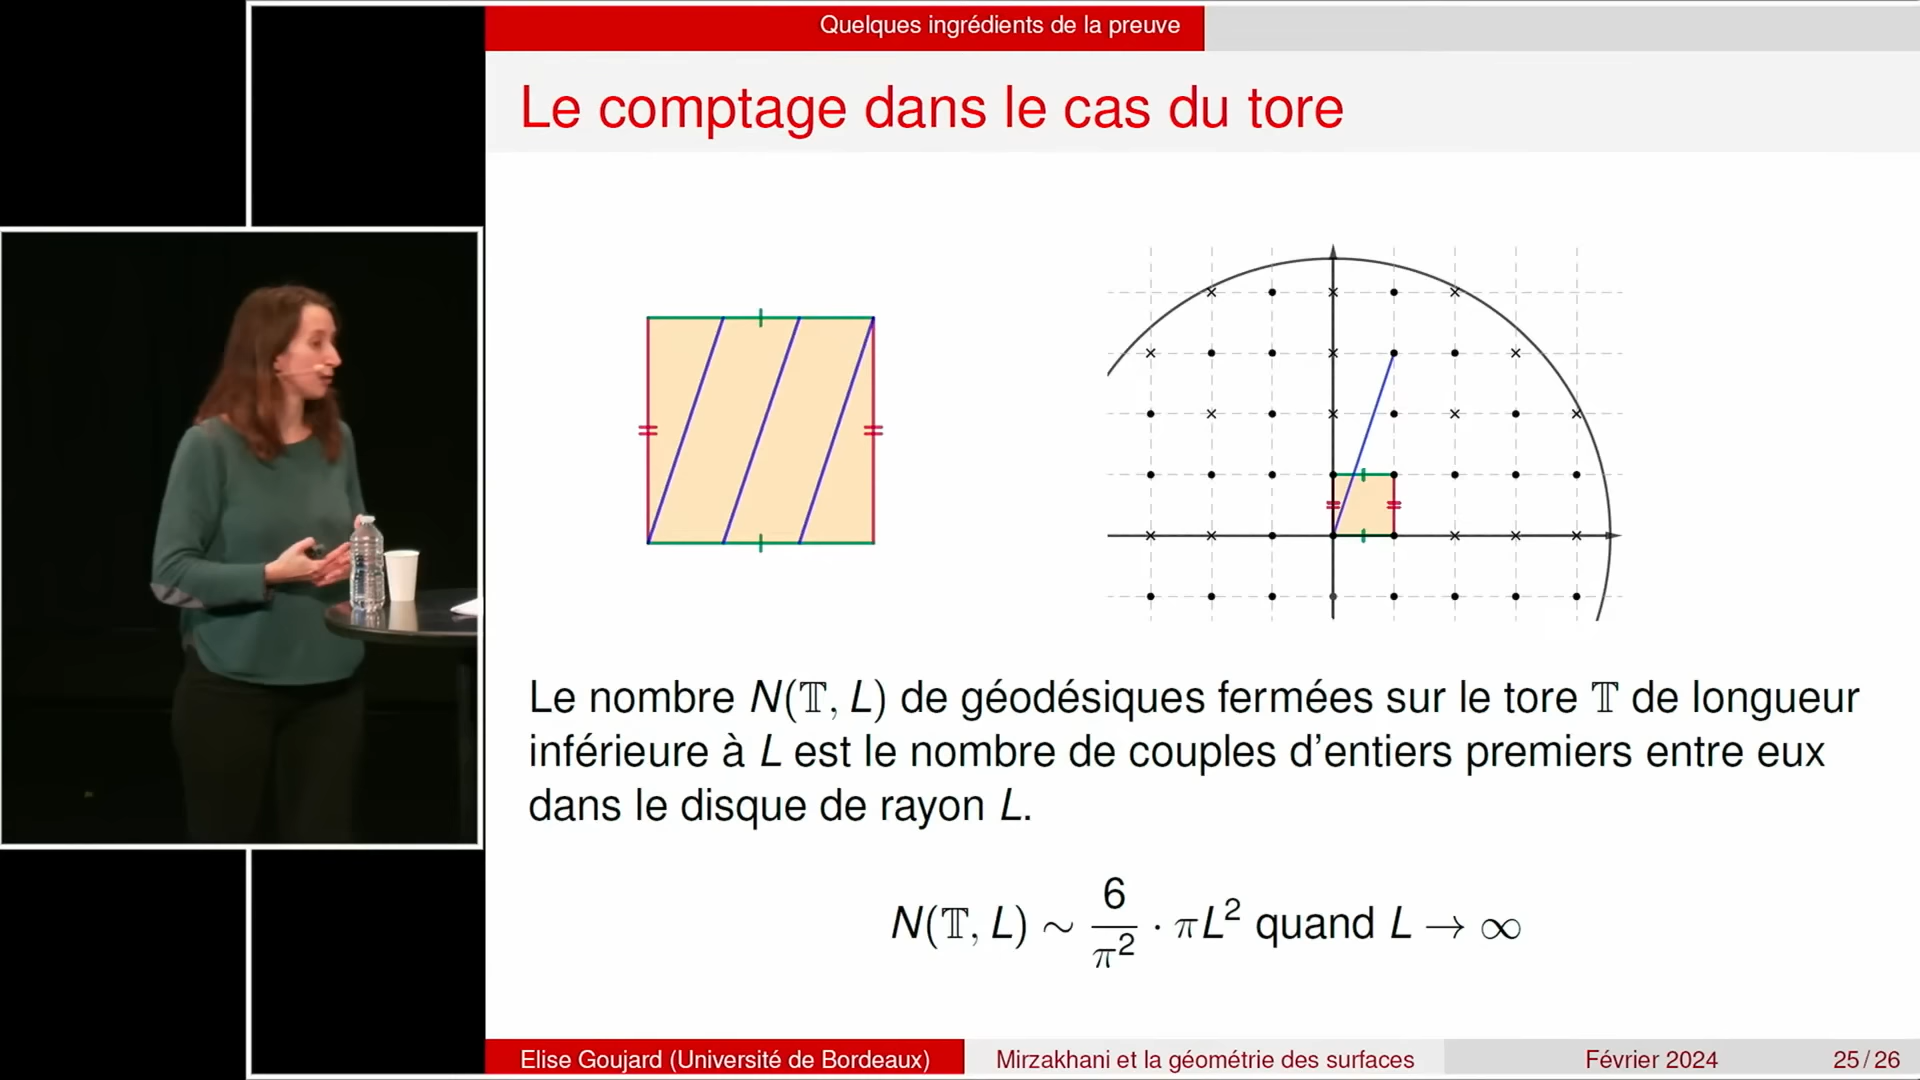 Quelques ingrédients de la preuve
Le comptage dans le cas du tore
Le nombre N(𝕋, L) de géodésiques fermées sur le tore 𝕋 de longueur
inférieure à L est le nombre de couples d'entiers premiers entre eux
dans le disque de rayon L.
N(𝕋, L) ∼ 6/π² · πL² quand L → ∞
Elise Goujard (Université de Bordeaux) Mirzakhani et la géométrie des surfaces Février 2024 25 / 26